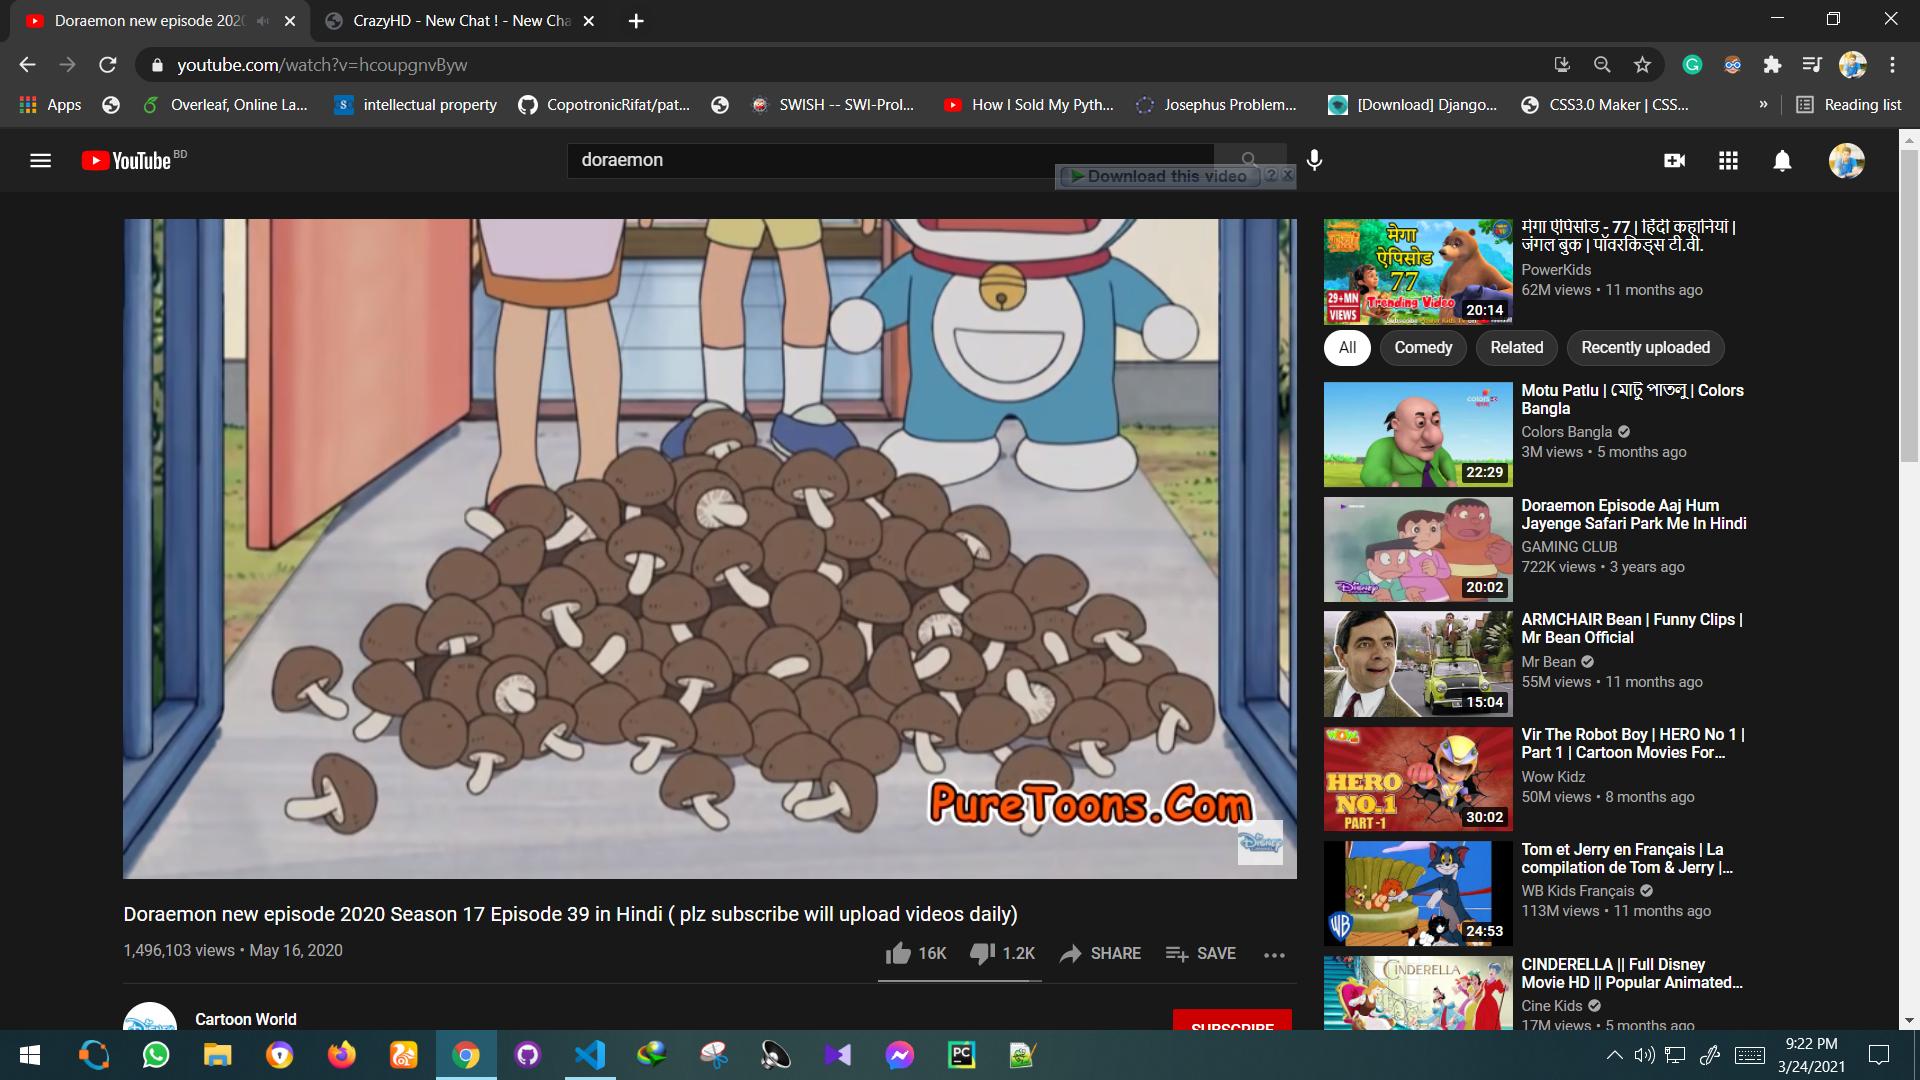 Doraemon new episode 2020
CrazyHD - New Chat ! - New Cha
youtube.com/watch?v=hcoupgnvByw
Apps
Overleaf, Online La...
intellectual property
CopotronicRifat/pat...
SWISH -- SWI-Prol...
How I Sold My Pyth...
Josephus Problem...
[Download] Django...
CSS3.0 Maker | CSS...
»
Reading list
YouTube BD
doraemon
Download this video ? X
PureToons.Com
Disney
Doraemon new episode 2020 Season 17 Episode 39 in Hindi ( plz subscribe will upload videos daily)
1,496,103 views • May 16, 2020
16K
1.2K
SHARE
SAVE
Cartoon World
SUBSCRIBE
मेगा
ऐपिसोड
77
29+MN
VIEWS
Trending Video
20:14
मेगा ऐपिसोड - 77 | हिंदी कहानियां |
जंगल बुक | पॉवरकिड्स टी.वी.
PowerKids
62M views • 11 months ago
All
Comedy
Related
Recently uploaded
colors
22:29
Motu Patlu | মোটু পাতলু | Colors
Bangla
Colors Bangla
3M views • 5 months ago
Disney
20:02
Doraemon Episode Aaj Hum
Jayenge Safari Park Me In Hindi
GAMING CLUB
722K views • 3 years ago
15:04
ARMCHAIR Bean | Funny Clips |
Mr Bean Official
Mr Bean
55M views • 11 months ago
WOW
HERO
NO.1
PART -1
30:02
Vir The Robot Boy | HERO No 1 |
Part 1 | Cartoon Movies For...
Wow Kidz
50M views • 8 months ago
WB
24:53
Tom et Jerry en Français | La
compilation de Tom & Jerry |...
WB Kids Français
113M views • 11 months ago
CINDERELLA
CINDERELLA || Full Disney
Movie HD || Popular Animated...
Cine Kids
17M views • 5 months ago
PC
9:22 PM
3/24/2021